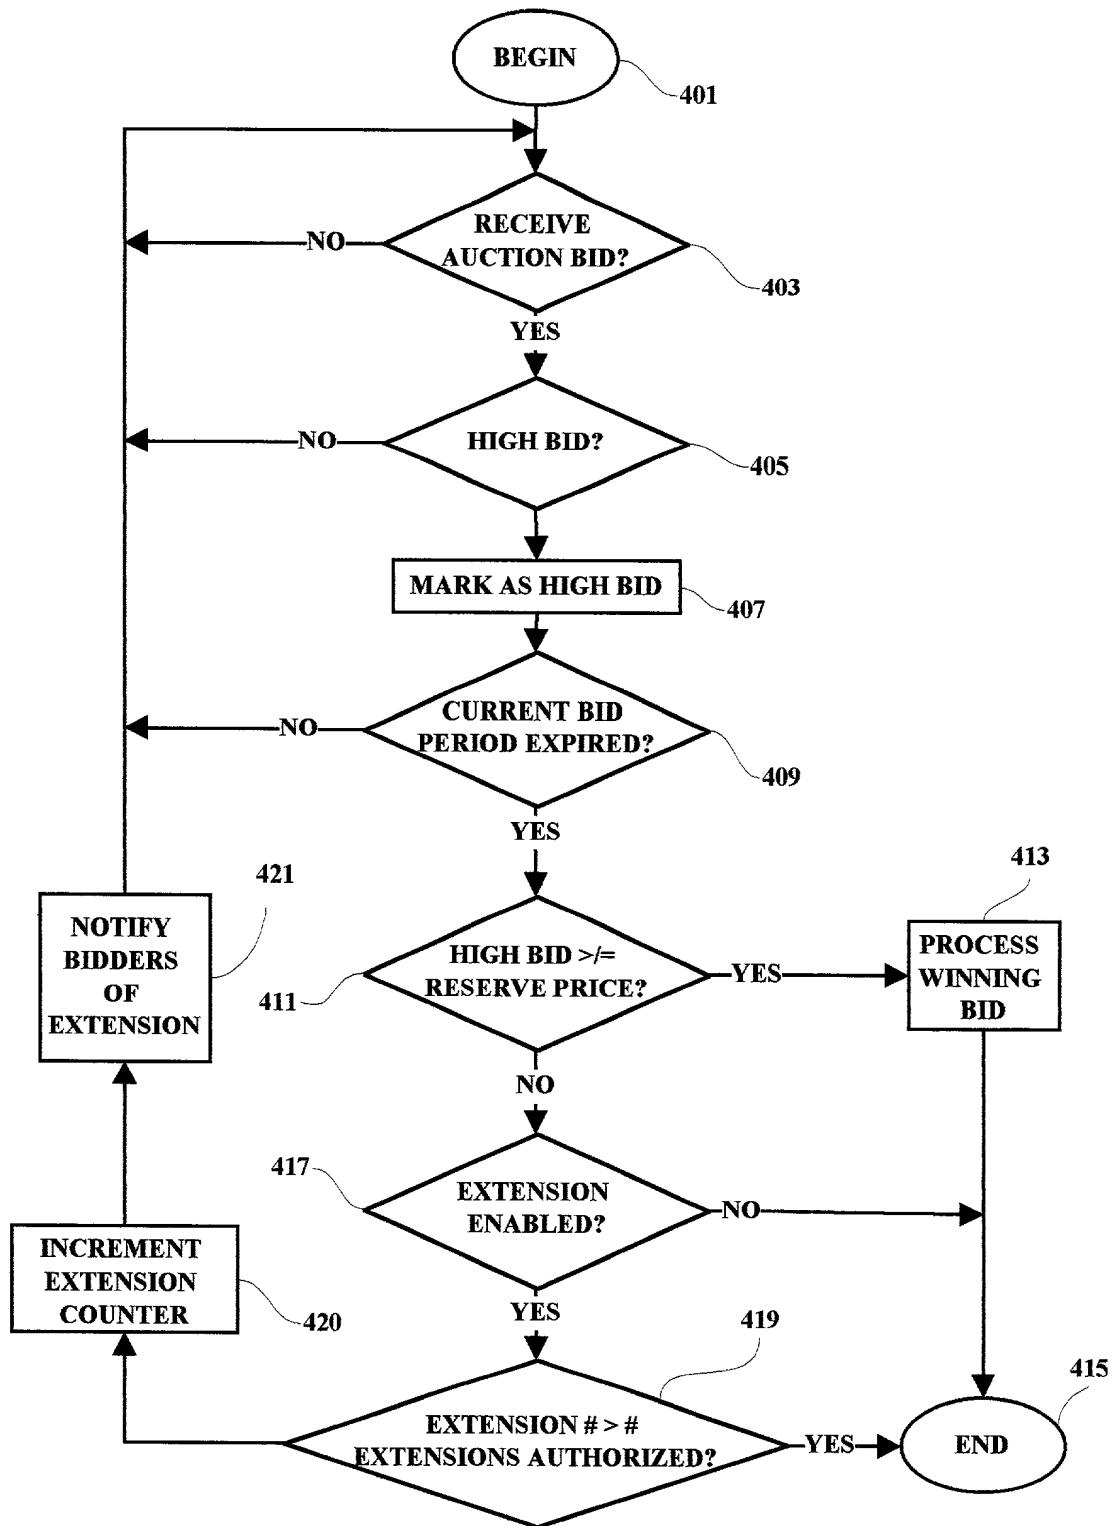 BEGIN
401
RECEIVE
AUCTION BID?
NO
403
YES
HIGH BID?
NO
405
MARK AS HIGH BID
407
CURRENT BID
PERIOD EXPIRED?
NO
409
YES
413
421
NOTIFY
BIDDERS
OF
EXTENSION
HIGH BID >/=
RESERVE PRICE?
411
YES
PROCESS
WINNING
BID
NO
417
EXTENSION
ENABLED?
NO
INCREMENT
EXTENSION
COUNTER
420
YES
419
415
EXTENSION # > #
EXTENSIONS AUTHORIZED?
YES
END